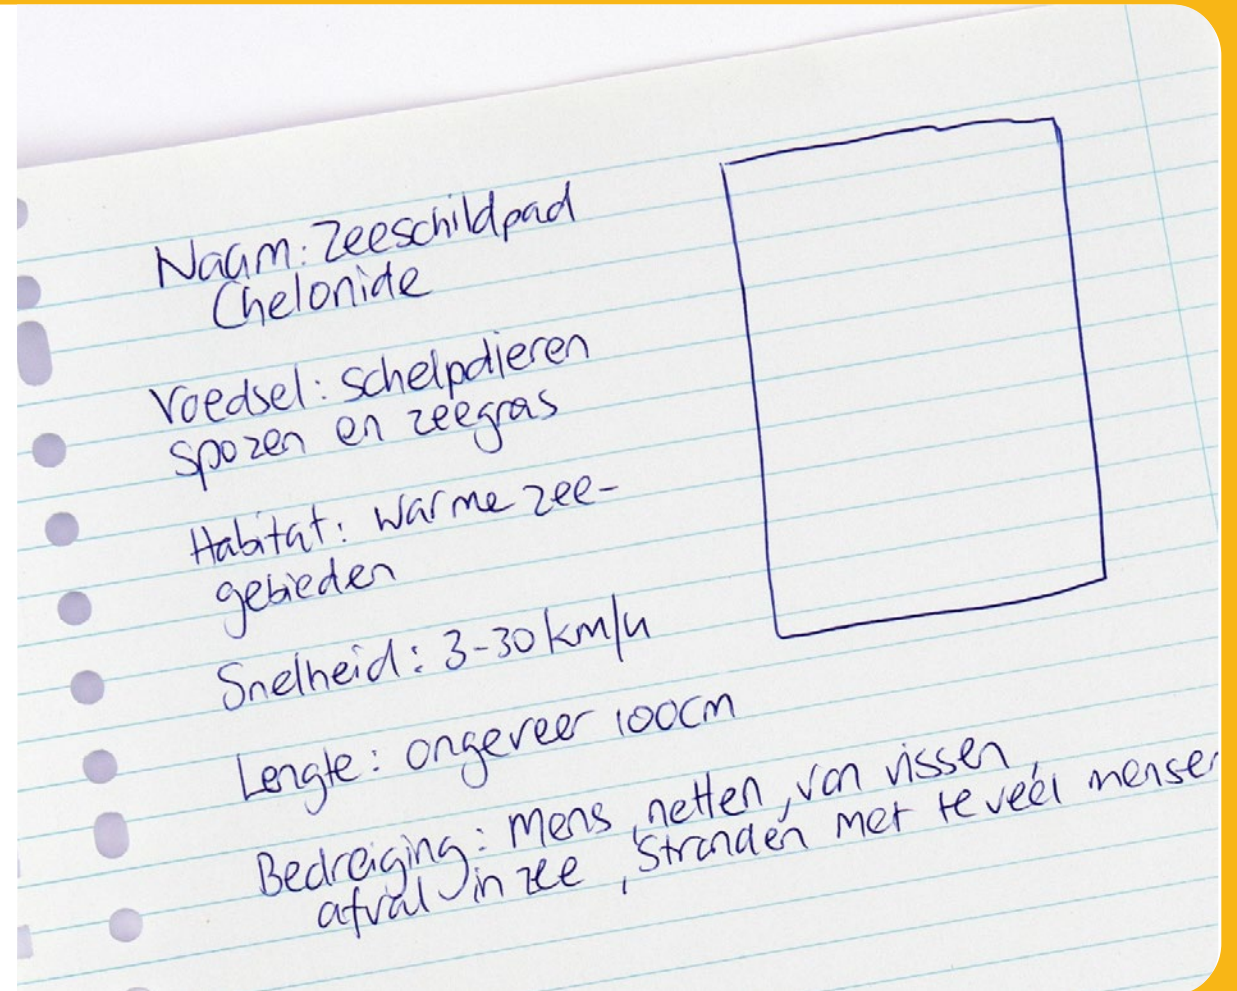 Naam: Zeeschildpad
Chelonide
Voedsel: schelpdieren
spozen en zeegras
Habitat: warme zee-
gebieden
Snelheid: 3-30 km/u
Lengte: ongeveer 100cm
Bedreiging: mens, netten, van vissen,
afval in zee, stranden met te veel mense